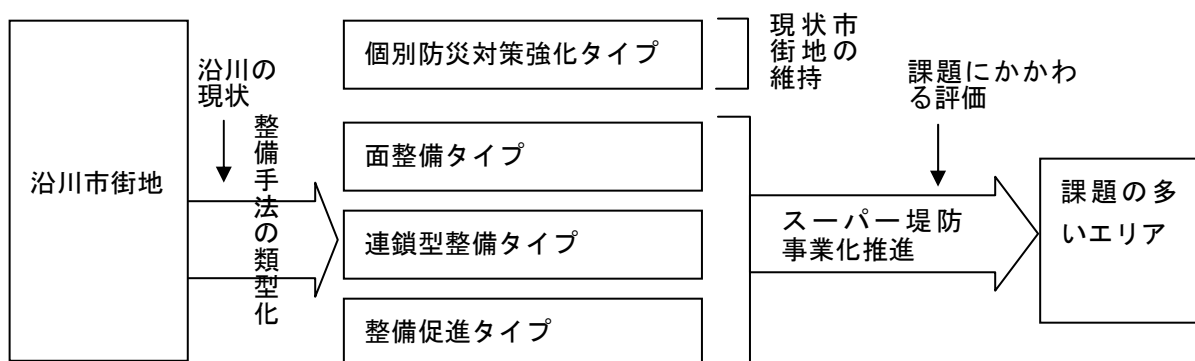 沿川市街地
沿川の
現状
整備手法の類型化
個別防災対策強化タイプ
面整備タイプ
連鎖型整備タイプ
整備促進タイプ
現状市
街地の
維持
スーパー堤防
事業化推進
課題にかかわ
る評価
課題の多
いエリア